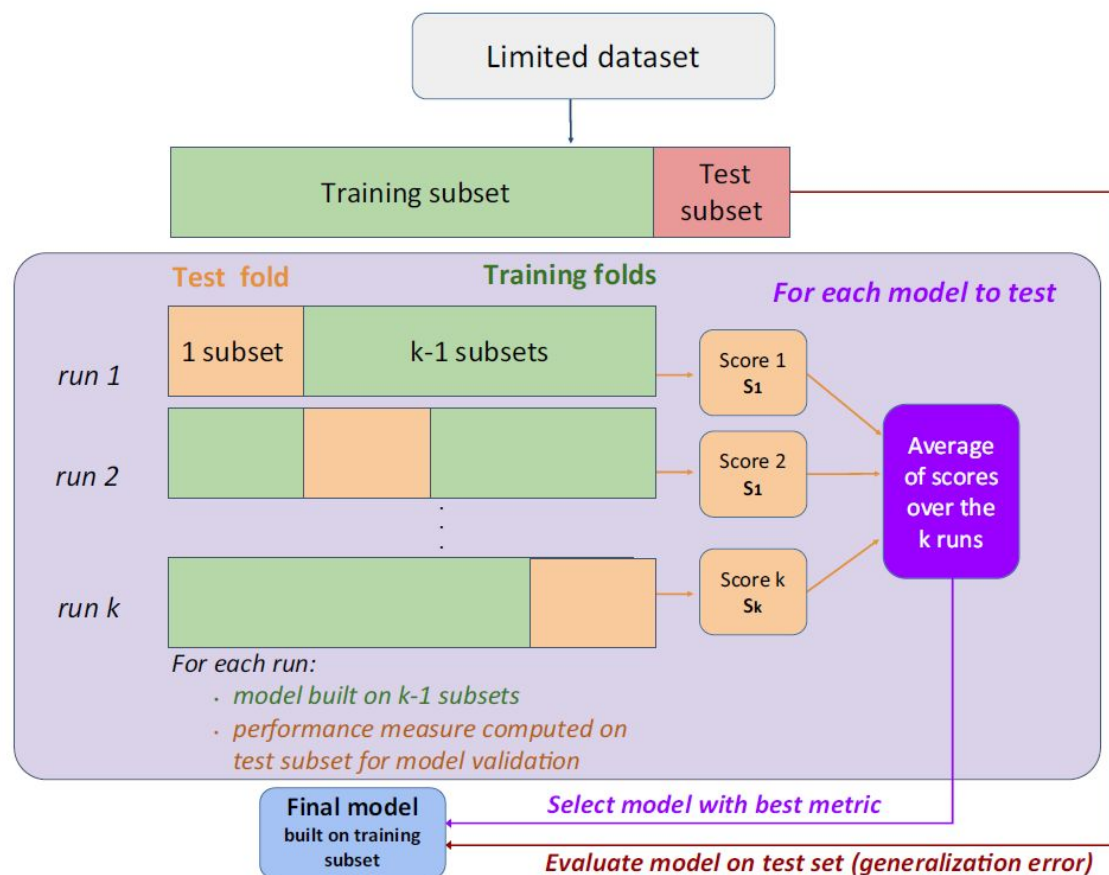 Limited dataset
Training subset
Test
subset
Test fold
Training folds
For each model to test
run 1
1 subset
k-1 subsets
Score 1
S1
run 2
Score 2
S1
Average
of scores
over the
k runs
.
.
.
run k
Score k
Sk
For each run:
· model built on k-1 subsets
· performance measure computed on
test subset for model validation
Final model
built on training
subset
Select model with best metric
Evaluate model on test set (generalization error)